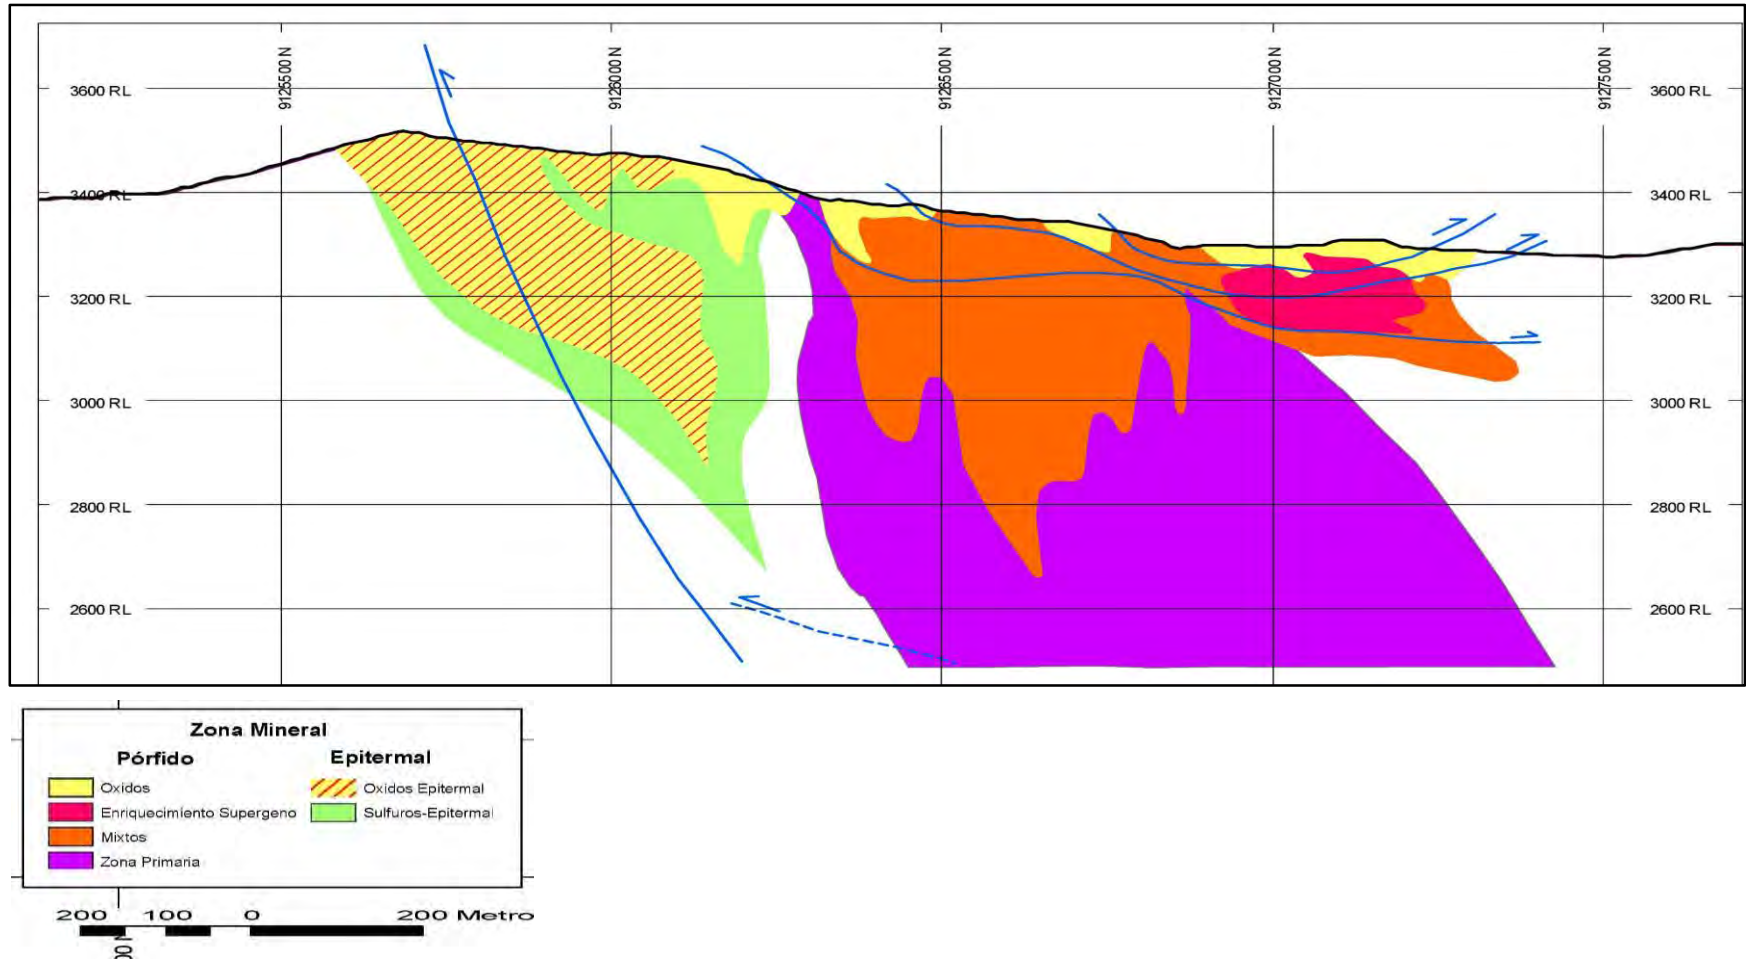 9125500 N
9126000 N
9126500 N
9127000 N
9127500 N
3600 RL 3600 RL
3400 RL 3400 RL
3200 RL 3200 RL
3000 RL 3000 RL
2800 RL 2800 RL
2600 RL 2600 RL
Zona Mineral
Pórfido Epitermal
Oxidos Oxidos Epitermal
Enriquecimiento Supergeno Sulfuros-Epitermal
Mixtos
Zona Primaria
200 100 0 200 Metro